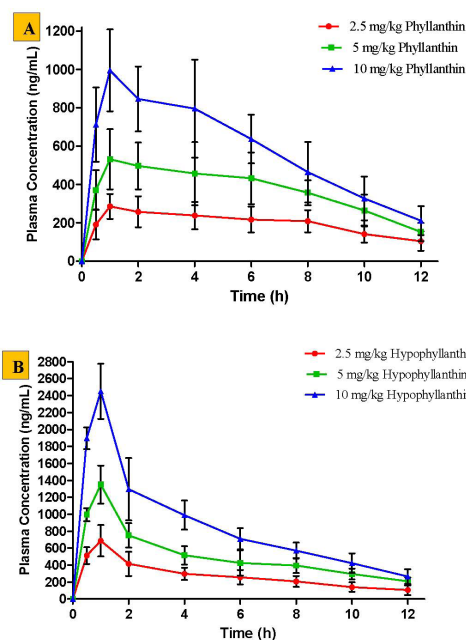 A
2.5 mg/kg Phyllanthin
5 mg/kg Phyllanthin
10 mg/kg Phyllanthin
Plasma Concentration (ng/mL)
1200
1000
800
600
400
200
0
0 2 4 6 8 10 12
Time (h)
B
2.5 mg/kg Hypophyllanth
5 mg/kg Hypophyllanthin
10 mg/kg Hypophyllanthin
Plasma Concentration (ng/mL)
2800
2600
2400
2200
2000
1800
1600
1400
1200
1000
800
600
400
200
0
0 2 4 6 8 10 12
Time (h)